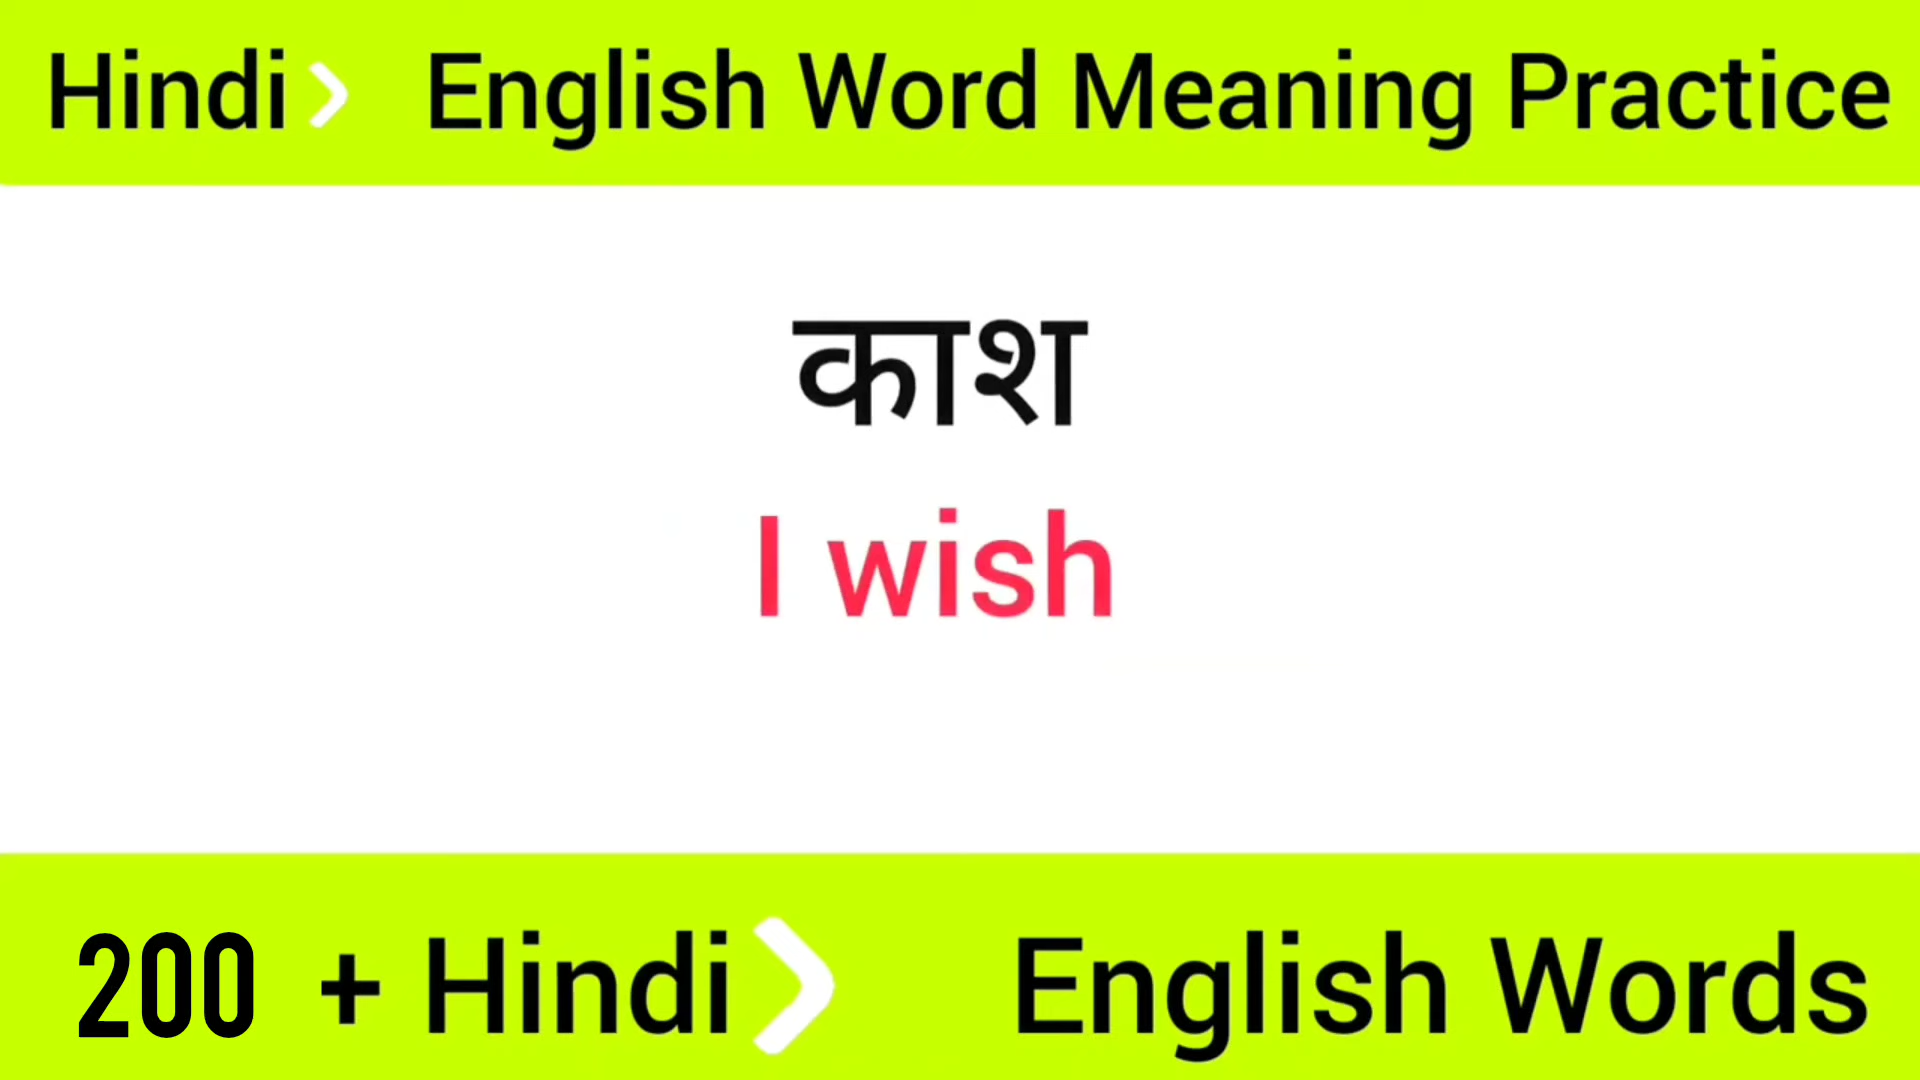 Hindi > English Word Meaning Practice
काश
I wish
200 + Hindi > English Words